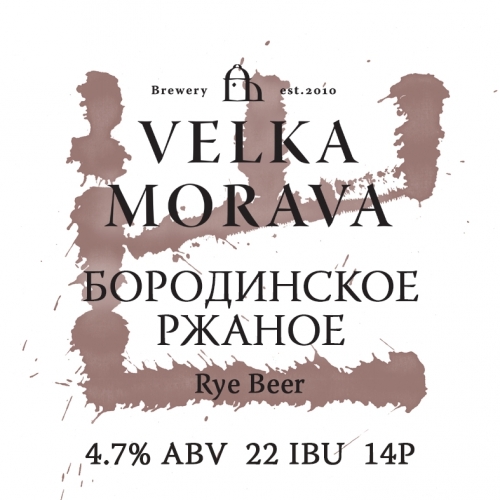 Brewery est.2010
VELKA
MORAVA
БОРОДИНСКОЕ
РЖАНОЕ
Rye Beer
4.7% ABV 22 IBU 14P